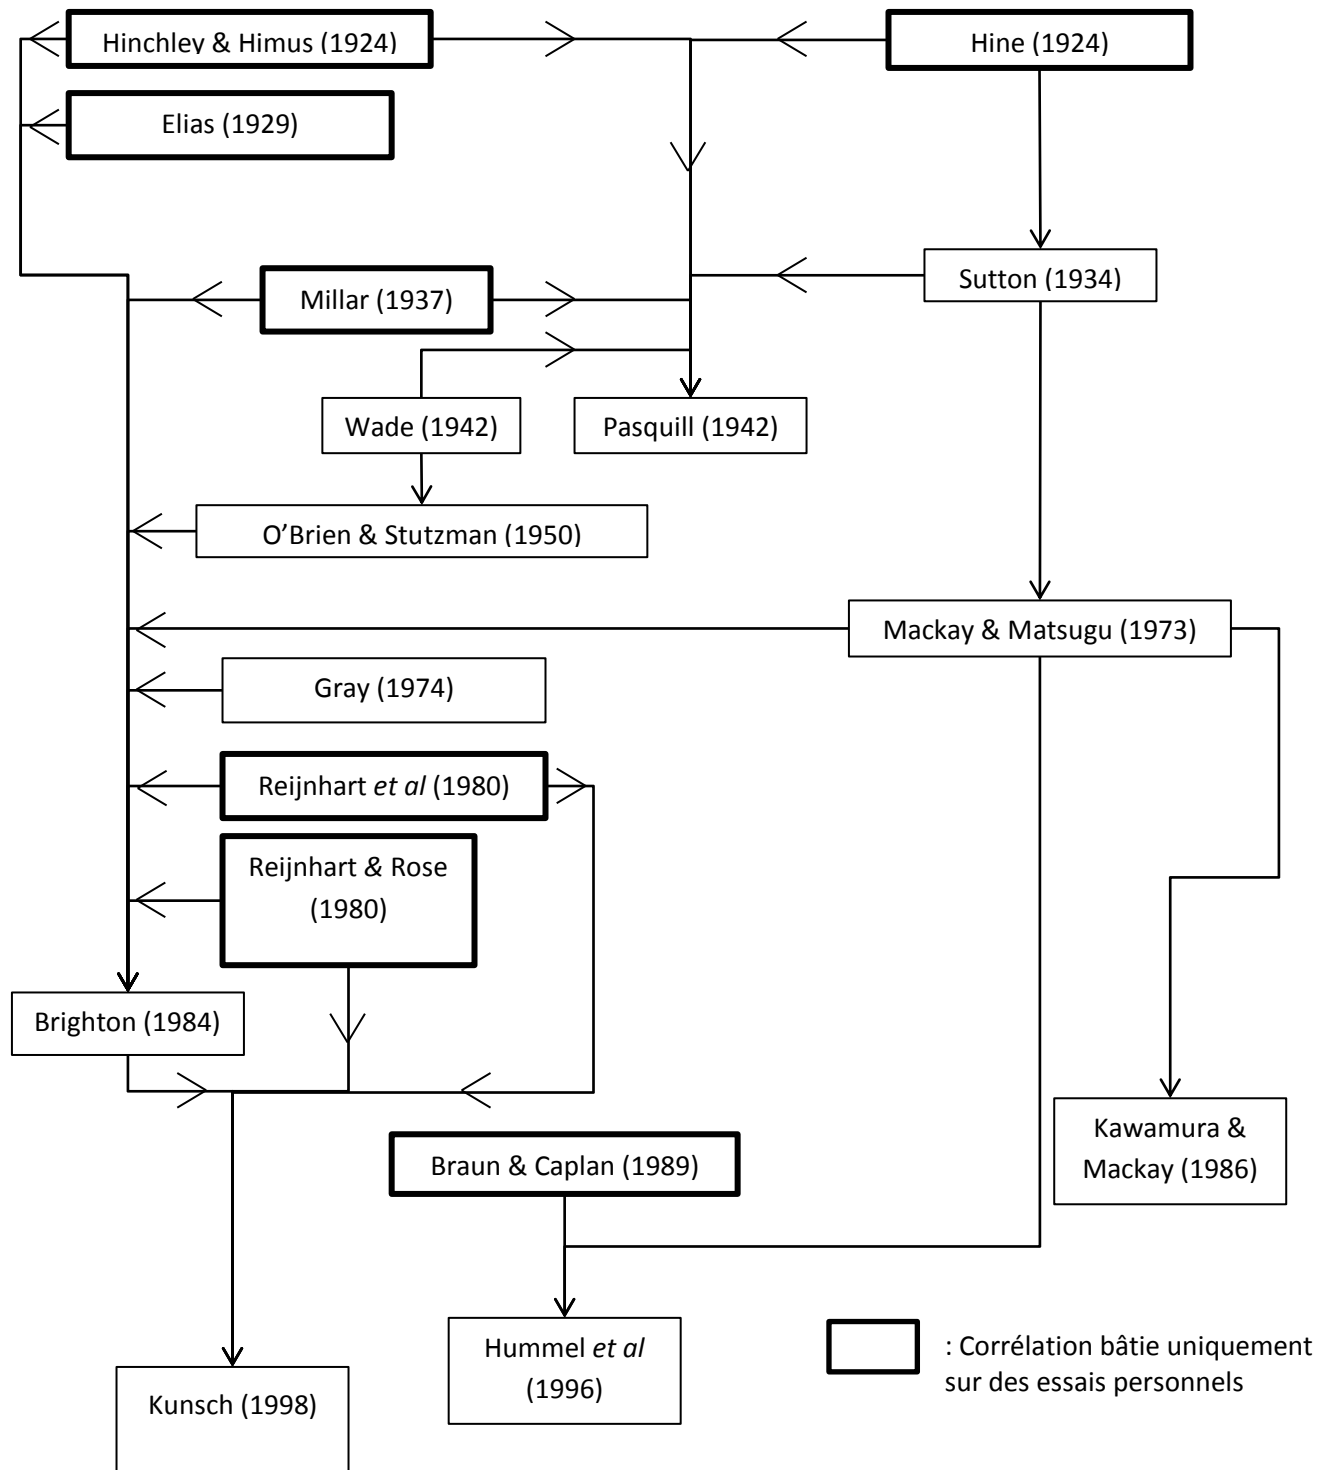 Hinchley & Himus (1924)
Hine (1924)
Elias (1929)
Sutton (1934)
Millar (1937)
Wade (1942)
Pasquill (1942)
O’Brien & Stutzman (1950)
Mackay & Matsugu (1973)
Gray (1974)
Reijnhart et al (1980)
Reijnhart & Rose
(1980)
Brighton (1984)
Kawamura &
Mackay (1986)
Braun & Caplan (1989)
Hummel et al
(1996)
: Corrélation bâtie uniquement
sur des essais personnels
Kunsch (1998)